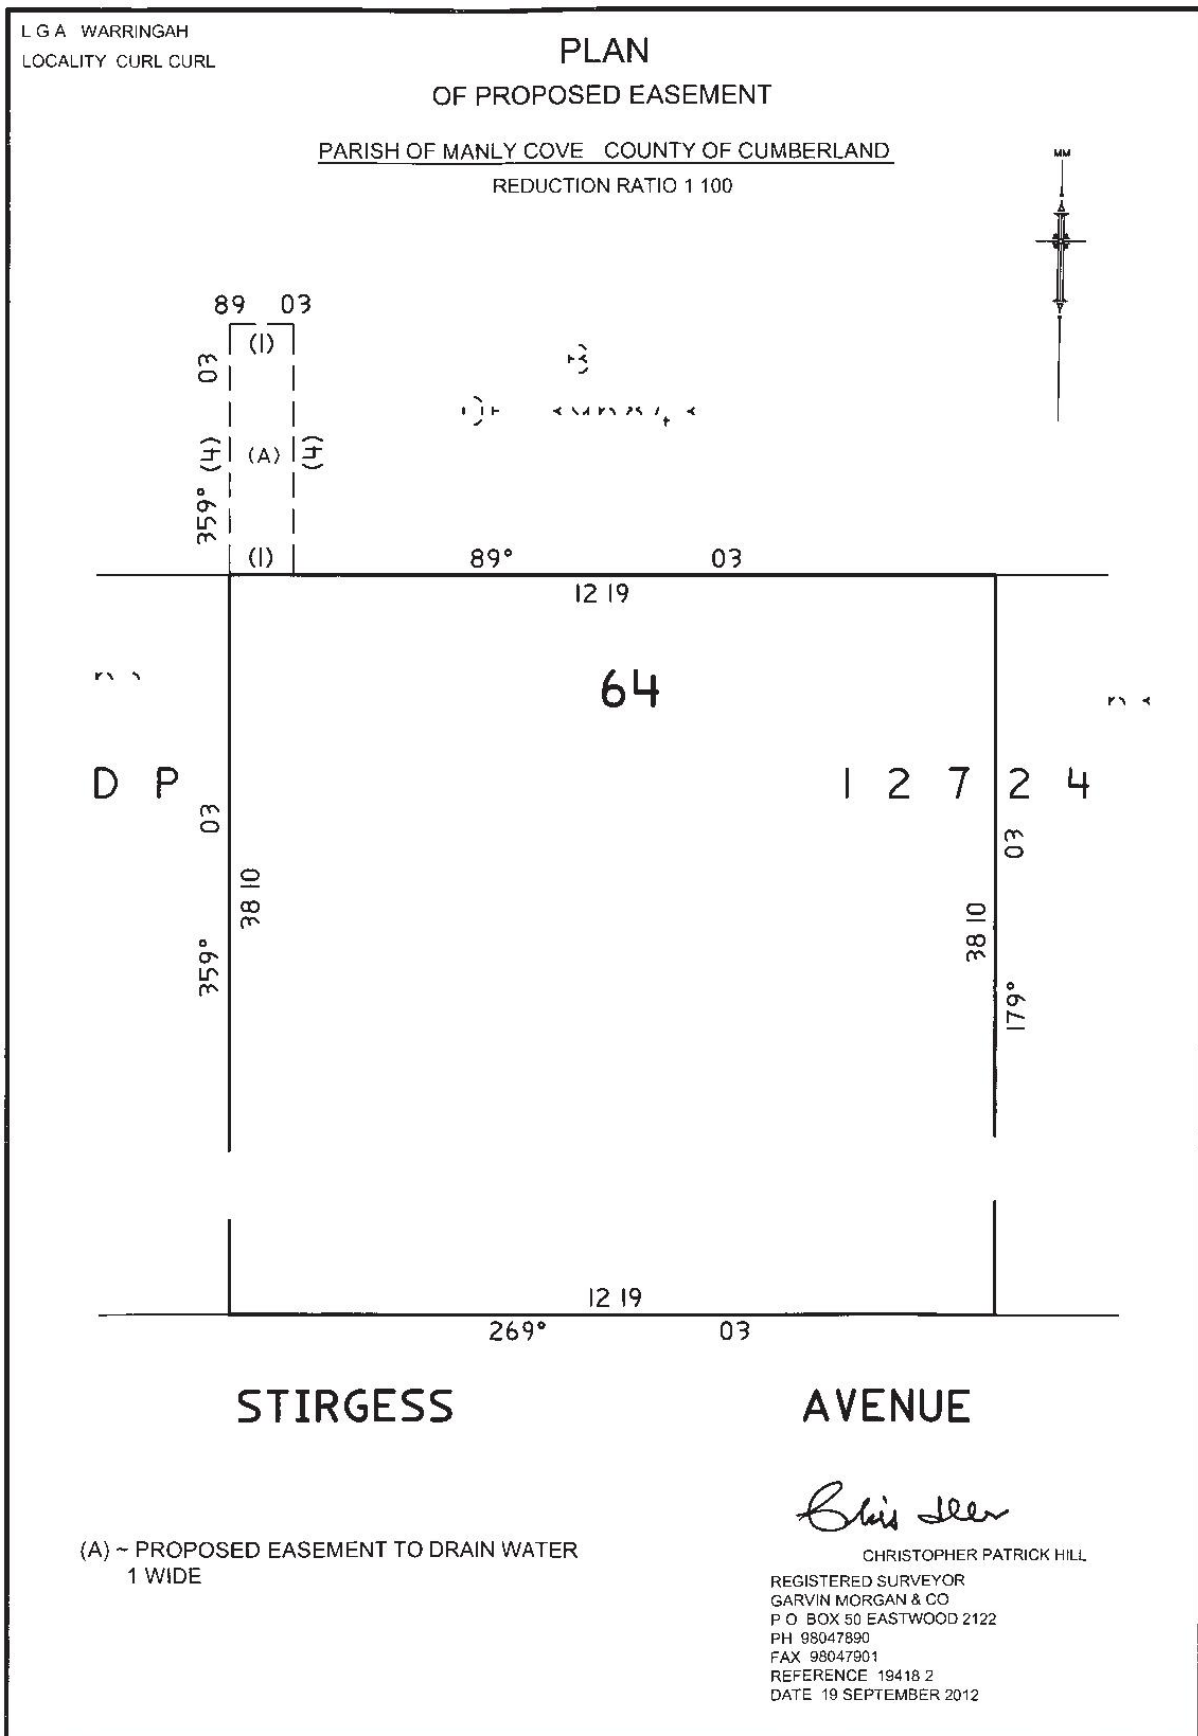 L G A WARRINGAH
LOCALITY CURL CURL
PLAN
OF PROPOSED EASEMENT
PARISH OF MANLY COVE COUNTY OF CUMBERLAND
REDUCTION RATIO 1 100
MM
89 03
(1)
359° (4) 03
(A)
(4)
(1)
89° 03
12 19
64
D P 1 2 7 2 4
359° 03
38 10
38 10
179° 03
12 19
269° 03
STIRGESS AVENUE
(A) ~ PROPOSED EASEMENT TO DRAIN WATER
1 WIDE
CHRISTOPHER PATRICK HILL
REGISTERED SURVEYOR
GARVIN MORGAN & CO
P O BOX 50 EASTWOOD 2122
PH 98047890
FAX 98047901
REFERENCE 19418 2
DATE 19 SEPTEMBER 2012